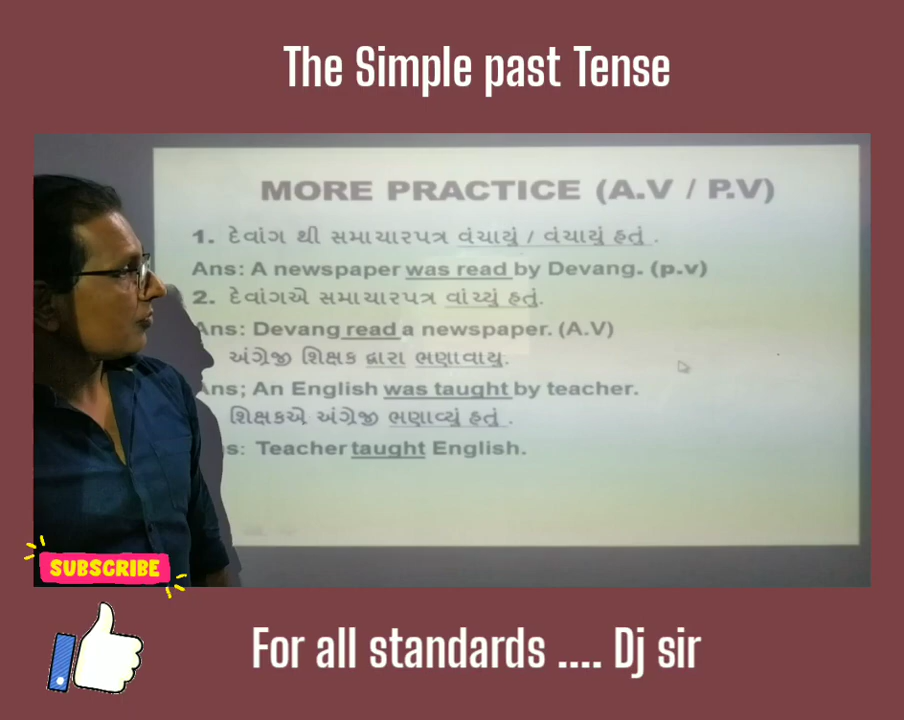 The Simple past Tense
MORE PRACTICE (A.V / P.V)
1. દેવાંગ થી સમાચારપત્ર વંચાયું / વંચાયું હતું .
Ans: A newspaper was read by Devang. (p.v)
2. દેવાંગએ સમાચારપત્ર વાંચ્યું હતું.
Ans: Devang read a newspaper. (A.V)
અંગ્રેજી શિક્ષક દ્વારા ભણાવાયુ.
Ans; An English was taught by teacher.
શિક્ષકએ અંગ્રેજી ભણાવ્યું હતું .
s: Teacher taught English.
SUBSCRIBE
For all standards .... Dj sir